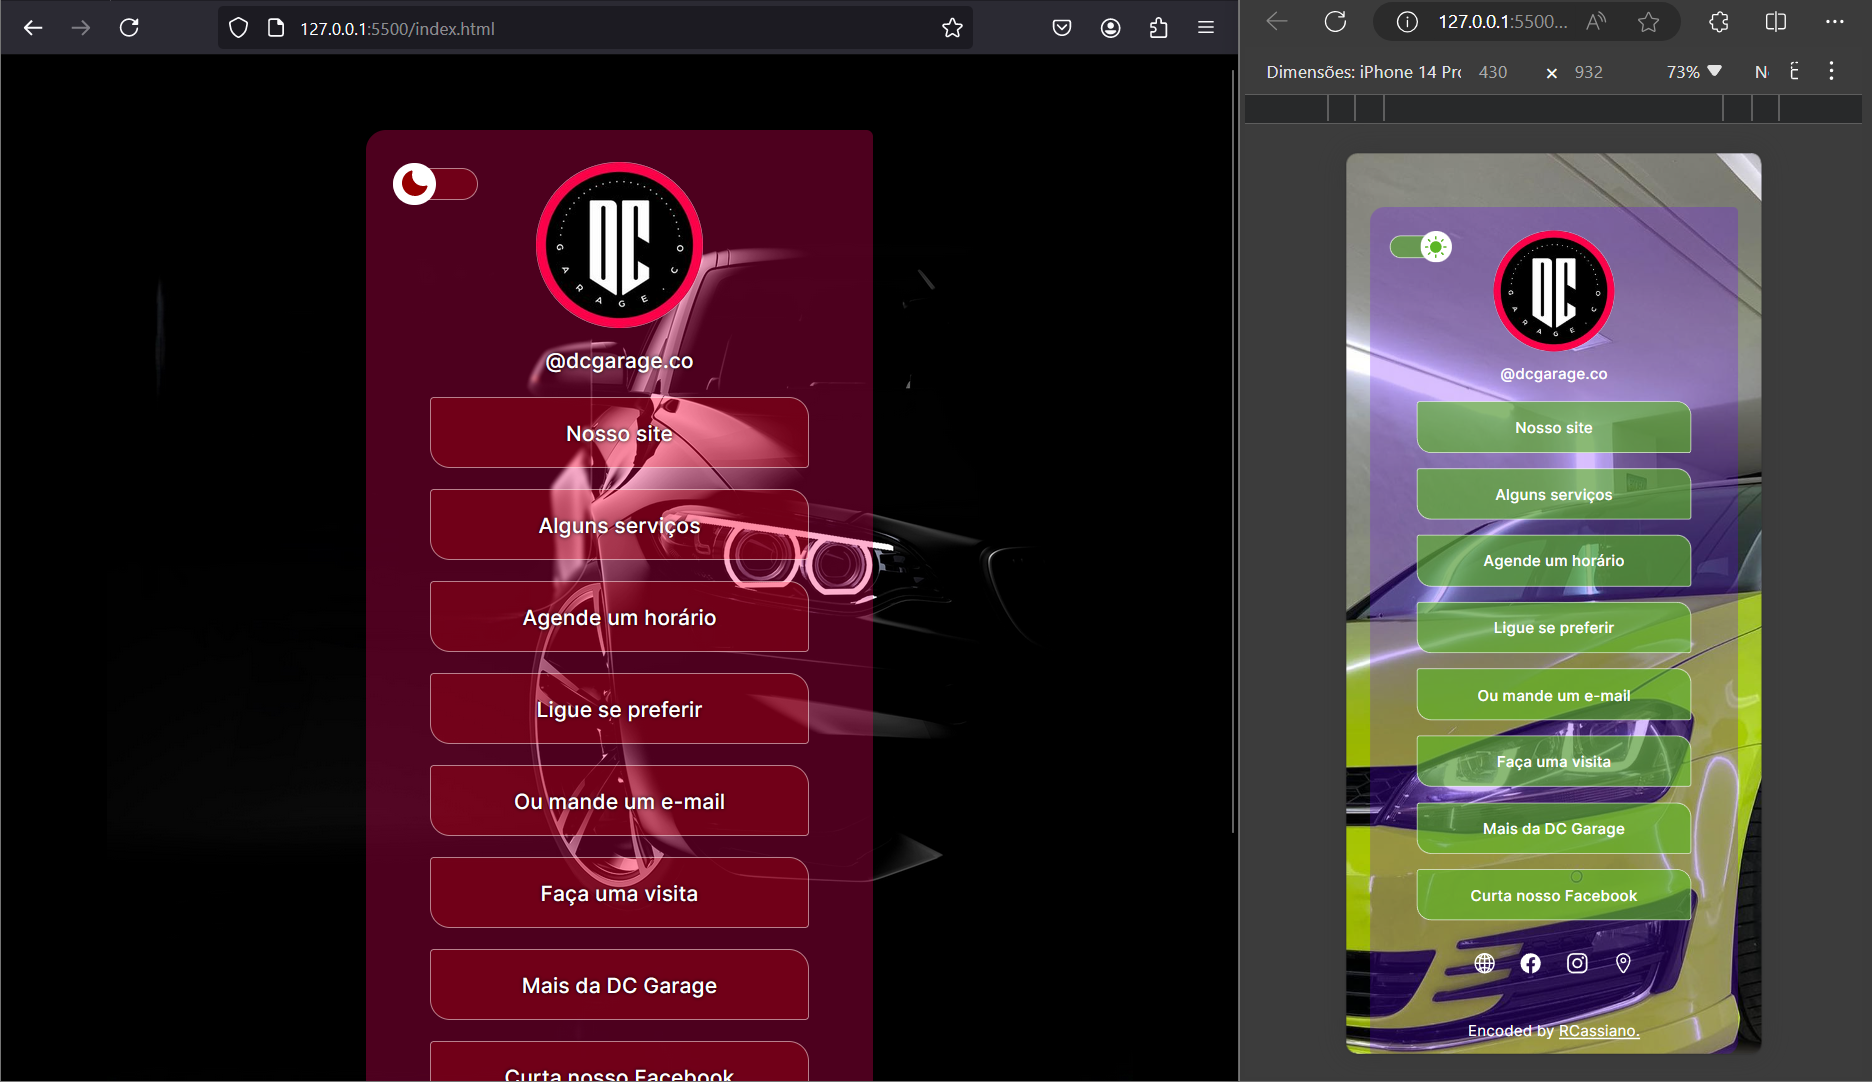 127.0.0.1:5500/index.html
DC
GARAGE.CO
@dcgarage.co
Nosso site
Alguns serviços
Agende um horário
Ligue se preferir
Ou mande um e-mail
Faça uma visita
Mais da DC Garage
Curta nosso Facebook
127.0.0.1:5500...
Dimensões: iPhone 14 Pro 430 × 932 73%
DC
GARAGE.CO
@dcgarage.co
Nosso site
Alguns serviços
Agende um horário
Ligue se preferir
Ou mande um e-mail
Faça uma visita
Mais da DC Garage
Curta nosso Facebook
Encoded by RCassiano.